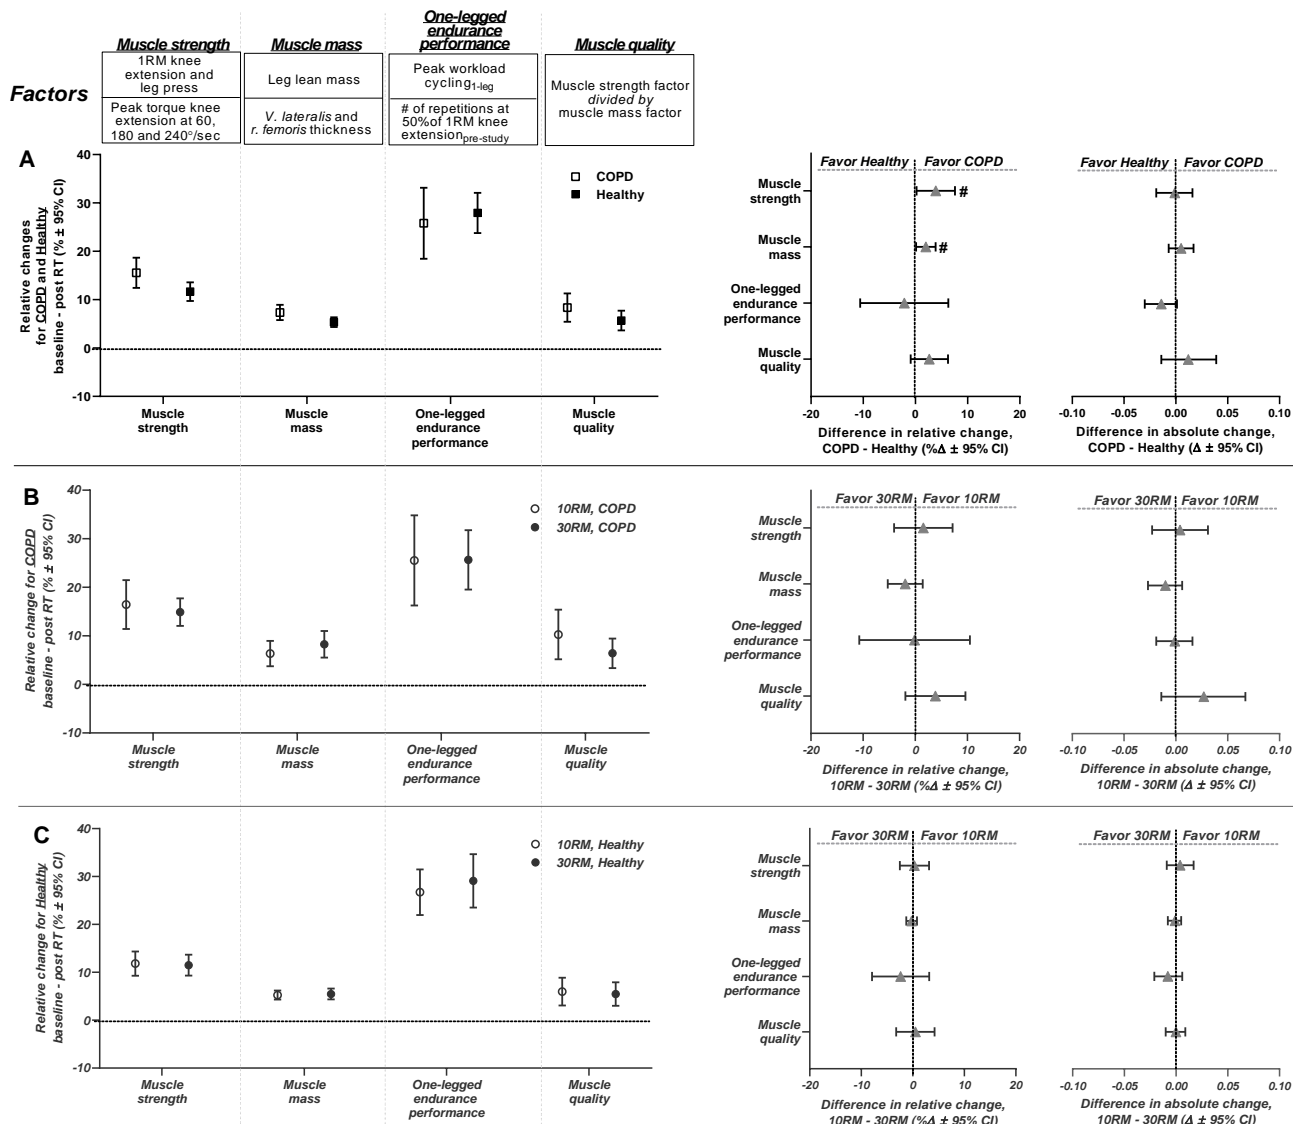 Factors
Muscle strength
1RM knee
extension and
leg press
Peak torque knee
extension at 60,
180 and 240°/sec
Muscle mass
Leg lean mass
V. lateralis and
r. femoris thickness
One-legged
endurance
performance
Peak workload
cycling1-leg
# of repetitions at
50%of 1RM knee
extensionpre-study
Muscle quality
Muscle strength factor
divided by
muscle mass factor
A
Relative changes
for COPD and Healthy
baseline - post RT (% ± 95% CI)
40
30
20
10
0
-10
COPD
Healthy
Muscle
strength
Muscle
mass
One-legged
endurance
performance
Muscle
quality
Favor Healthy Favor COPD
Muscle
strength
#
Muscle
mass
#
One-legged
endurance
performance
Muscle
quality
-20 -10 0 10 20
Difference in relative change,
COPD - Healthy (%Δ ± 95% CI)
Favor Healthy Favor COPD
-0.10 -0.05 0.00 0.05 0.10
Difference in absolute change,
COPD - Healthy (Δ ± 95% CI)
B
Relative change for COPD
baseline - post RT (% ± 95% CI)
40
30
20
10
0
-10
10RM, COPD
30RM, COPD
Muscle
strength
Muscle
mass
One-legged
endurance
performance
Muscle
quality
Favor 30RM Favor 10RM
Muscle
strength
Muscle
mass
One-legged
endurance
performance
Muscle
quality
-20 -10 0 10 20
Difference in relative change,
10RM - 30RM (%Δ ± 95% CI)
Favor 30RM Favor 10RM
-0.10 -0.05 0.00 0.05 0.10
Difference in absolute change,
10RM - 30RM (Δ ± 95% CI)
C
Relative change for Healthy
baseline - post RT (% ± 95% CI)
40
30
20
10
0
-10
10RM, Healthy
30RM, Healthy
Muscle
strength
Muscle
mass
One-legged
endurance
performance
Muscle
quality
Favor 30RM Favor 10RM
Muscle
strength
Muscle
mass
One-legged
endurance
performance
Muscle
quality
-20 -10 0 10 20
Difference in relative change,
10RM - 30RM (%Δ ± 95% CI)
Favor 30RM Favor 10RM
-0.10 -0.05 0.00 0.05 0.10
Difference in absolute change,
10RM - 30RM (Δ ± 95% CI)